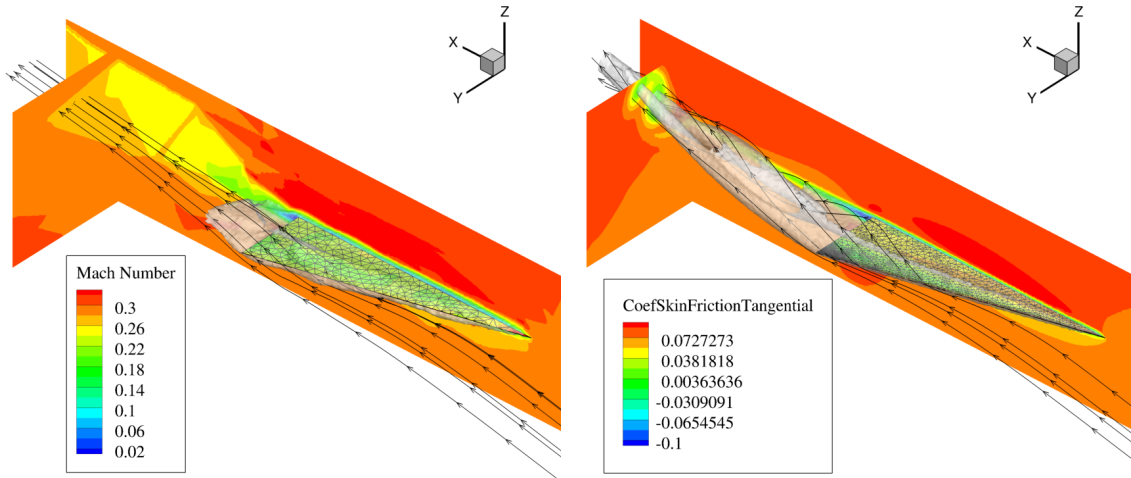 Z
X
Y
Mach Number
0.3
0.26
0.22
0.18
0.14
0.1
0.06
0.02
Z
X
Y
CoefSkinFrictionTangential
0.0727273
0.0381818
0.00363636
-0.0309091
-0.0654545
-0.1